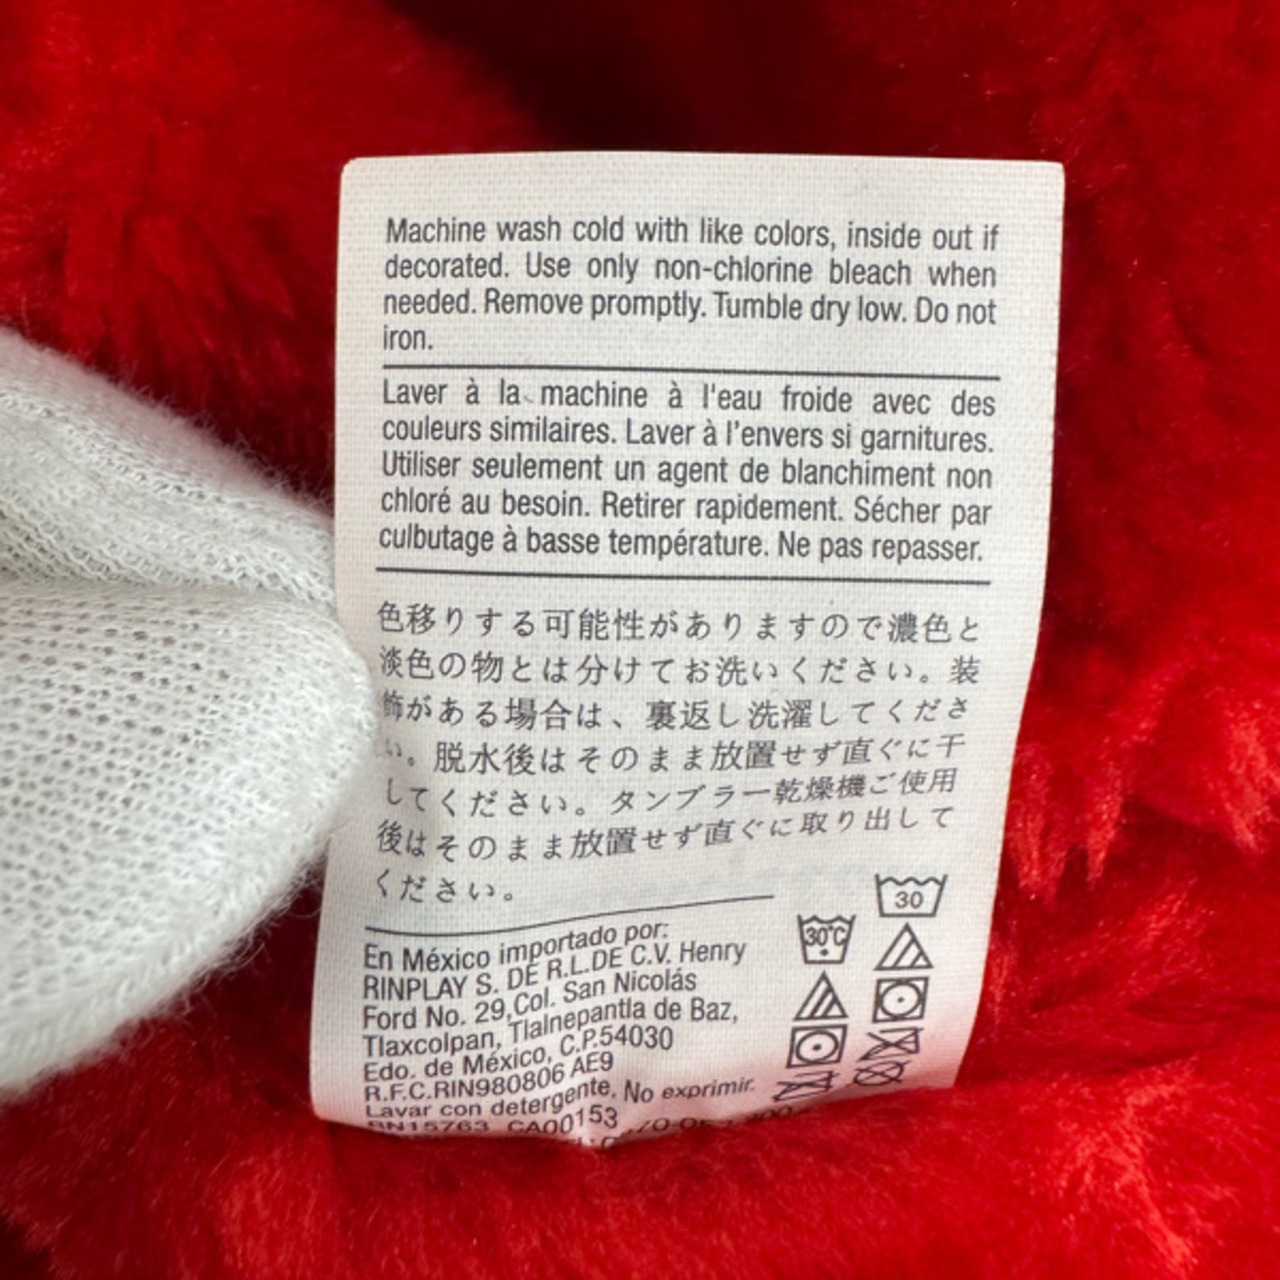 Machine wash cold with like colors, inside out if
decorated. Use only non-chlorine bleach when
needed. Remove promptly. Tumble dry low. Do not
iron.
Laver à la machine à l'eau froide avec des
couleurs similaires. Laver à l'envers si garnitures.
Utiliser seulement un agent de blanchiment non
chloré au besoin. Retirer rapidement. Sécher par
culbutage à basse température. Ne pas repasser.
色移りする可能性がありますので濃色と
淡色の物とは分けてお洗いください。装
飾がある場合は、裏返し洗濯してくださ
い。脱水後はそのまま放置せず直ぐに干
してください。タンブラー乾燥機ご使用
後はそのまま放置せず直ぐに取り出して
ください。
En México importado por:
RINPLAY S. DE R.L.DE C.V. Henry
Ford No. 29,Col. San Nicolás
Tlaxcolpan, Tlalnepantla de Baz,
Edo. de México, C.P.54030
R.F.C.RIN980806 AE9
Lavar con detergente. No exprimir.
RN15763 CA00153
30
30°C